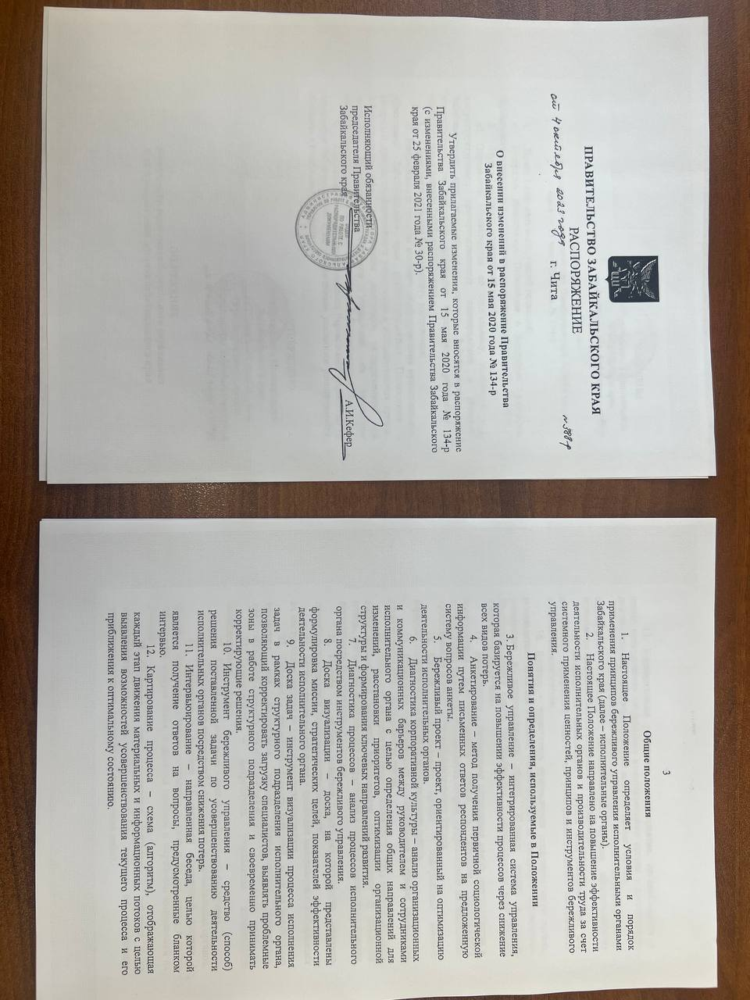 ПРАВИТЕЛЬСТВО ЗАБАЙКАЛЬСКОГО КРАЯ
РАСПОРЯЖЕНИЕ
от 4 октября 2023 года г. Чита № 388-р
О внесении изменений в распоряжение Правительства
Забайкальского края от 15 мая 2020 года № 134-р
Утвердить прилагаемые изменения, которые вносятся в распоряжение
Правительства Забайкальского края от 15 мая 2020 года № 134-р
(с изменениями, внесенными распоряжением Правительства Забайкальского
края от 25 февраля 2021 года № 30-р).
Исполняющий обязанности
председателя Правительства
Забайкальского края А.И.Кефер
3
Общие положения
1. Настоящее Положение определяет условия и порядок
применения принципов бережливого управления исполнительными органами
Забайкальского края (далее – исполнительные органы).
2. Настоящее Положение направлено на повышение эффективности
деятельности исполнительных органов и производительности труда за счет
системного применения ценностей, принципов и инструментов бережливого
управления.
Понятия и определения, используемые в Положении
3. Бережливое управление – интегрированная система управления,
которая базируется на повышении эффективности процессов через снижение
всех видов потерь.
4. Анкетирование – метод получения первичной социологической
информации путем письменных ответов респондентов на предложенную
систему вопросов анкеты.
5. Бережливый проект – проект, ориентированный на оптимизацию
деятельности исполнительных органов.
6. Диагностика корпоративной культуры – анализ организационных
и коммуникационных барьеров между руководителем и сотрудниками
исполнительного органа с целью определения общих направлений для
изменений, расстановки приоритетов, оптимизации организационной
структуры и формирования ключевых направлений развития.
7. Диагностика процессов – анализ процессов исполнительного
органа посредством инструментов бережливого управления.
8. Доска визуализации – доска, на которой представлены
формулировка миссии, стратегических целей, показателей эффективности
деятельности исполнительного органа.
9. Доска задач – инструмент визуализации процесса исполнения
задач в рамках структурного подразделения исполнительного органа,
позволяющий корректировать загрузку специалистов, выявлять проблемные
зоны в работе структурного подразделения и своевременно принимать
корректирующие решения.
10. Инструмент бережливого управления – средство (способ)
решения поставленной задачи по усовершенствованию деятельности
исполнительных органов посредством снижения потерь.
11. Интервьюирование – направленная беседа, целью которой
является получение ответов на вопросы, предусмотренные бланком
интервью.
12. Картирование процесса – схема (алгоритм), отображающая
каждый этап движения материальных и информационных потоков с целью
выявления возможностей усовершенствования текущего процесса и его
приближения к оптимальному состоянию.